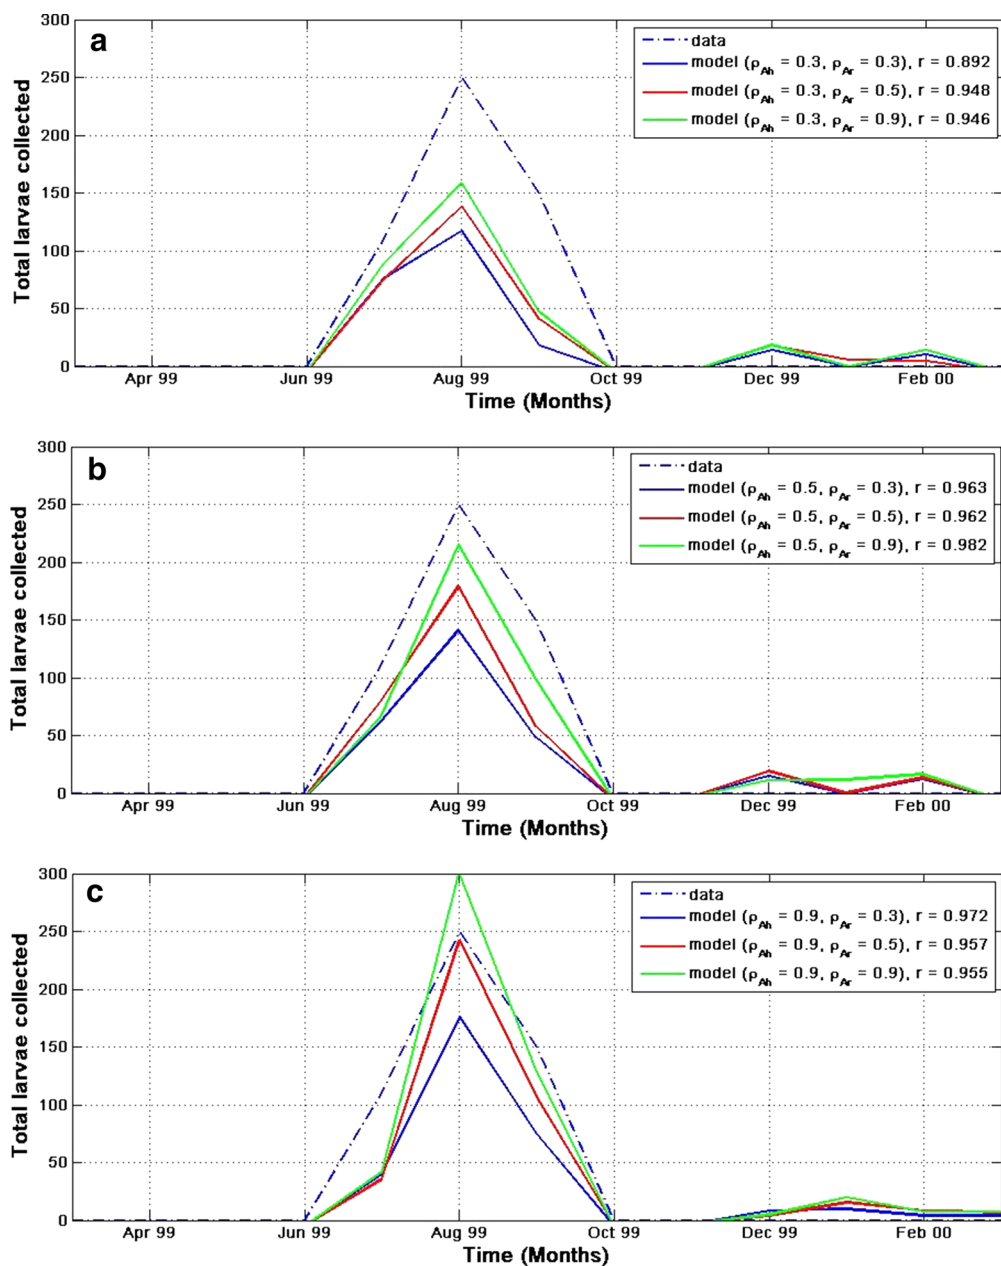 a
300
250
200
150
100
50
0
Total larvae collected
data
model (ρAh = 0.3, ρAr = 0.3), r = 0.892
model (ρAh = 0.3, ρAr = 0.5), r = 0.948
model (ρAh = 0.3, ρAr = 0.9), r = 0.946
Apr 99 Jun 99 Aug 99 Oct 99 Dec 99 Feb 00
Time (Months)
b
300
250
200
150
100
50
0
Total larvae collected
data
model (ρAh = 0.5, ρAr = 0.3), r = 0.963
model (ρAh = 0.5, ρAr = 0.5), r = 0.962
model (ρAh = 0.5, ρAr = 0.9), r = 0.982
Apr 99 Jun 99 Aug 99 Oct 99 Dec 99 Feb 00
Time (Months)
c
300
250
200
150
100
50
0
Total larvae collected
data
model (ρAh = 0.9, ρAr = 0.3), r = 0.972
model (ρAh = 0.9, ρAr = 0.5), r = 0.957
model (ρAh = 0.9, ρAr = 0.9), r = 0.955
Apr 99 Jun 99 Aug 99 Oct 99 Dec 99 Feb 00
Time (Months)